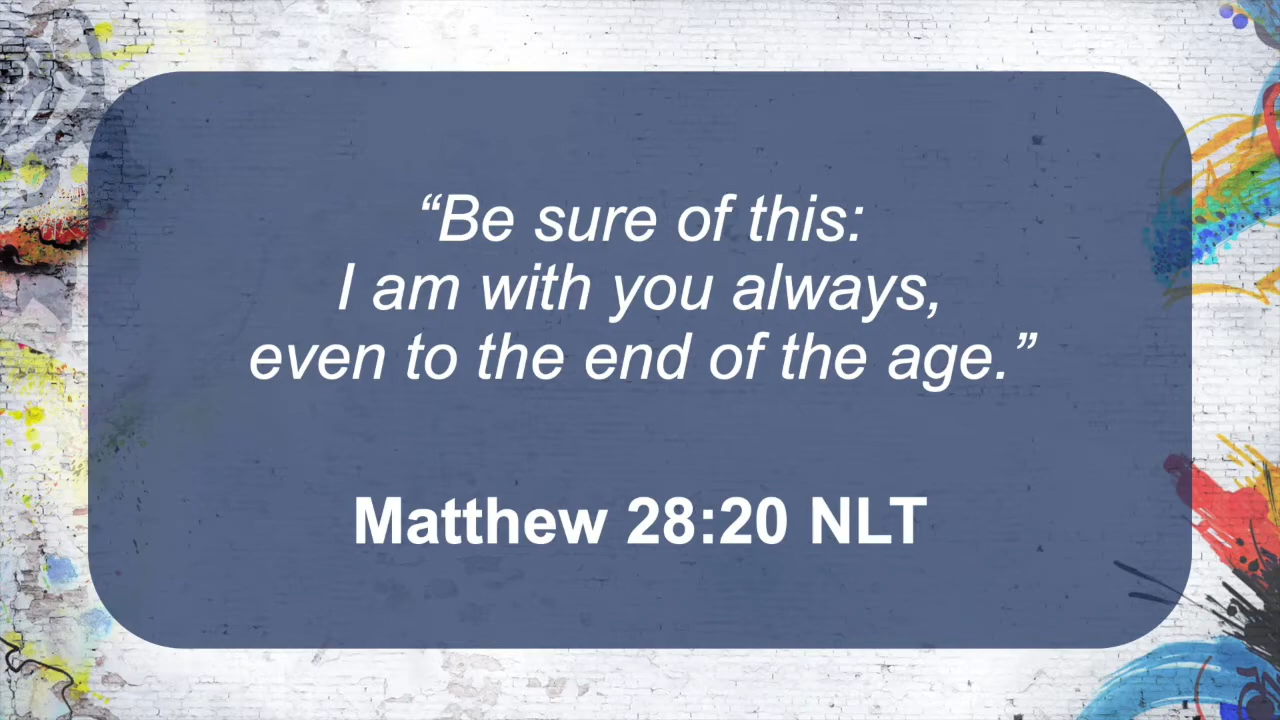 “Be sure of this:
I am with you always,
even to the end of the age.”
Matthew 28:20 NLT